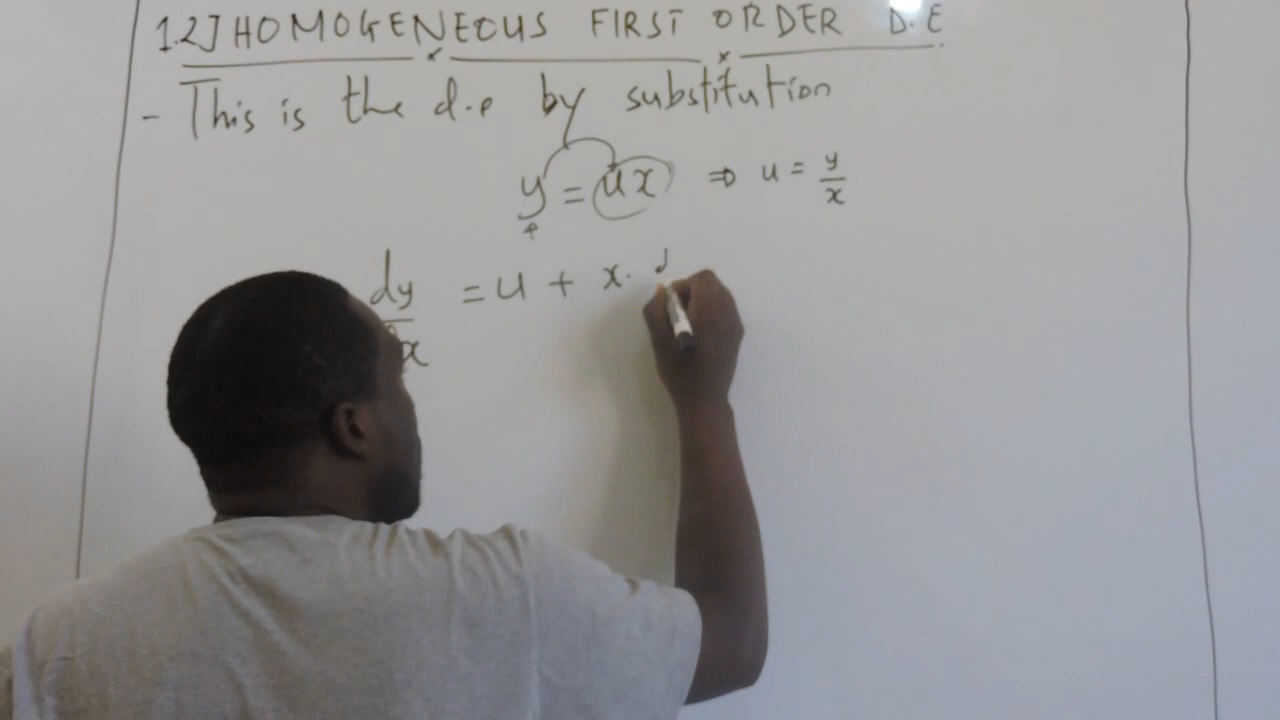 1.2] HOMOGENEOUS FIRST ORDER D.E.
- This is the d.e by substitution
y = ux ⇒ u = y/x
dy/dx = u + x. d